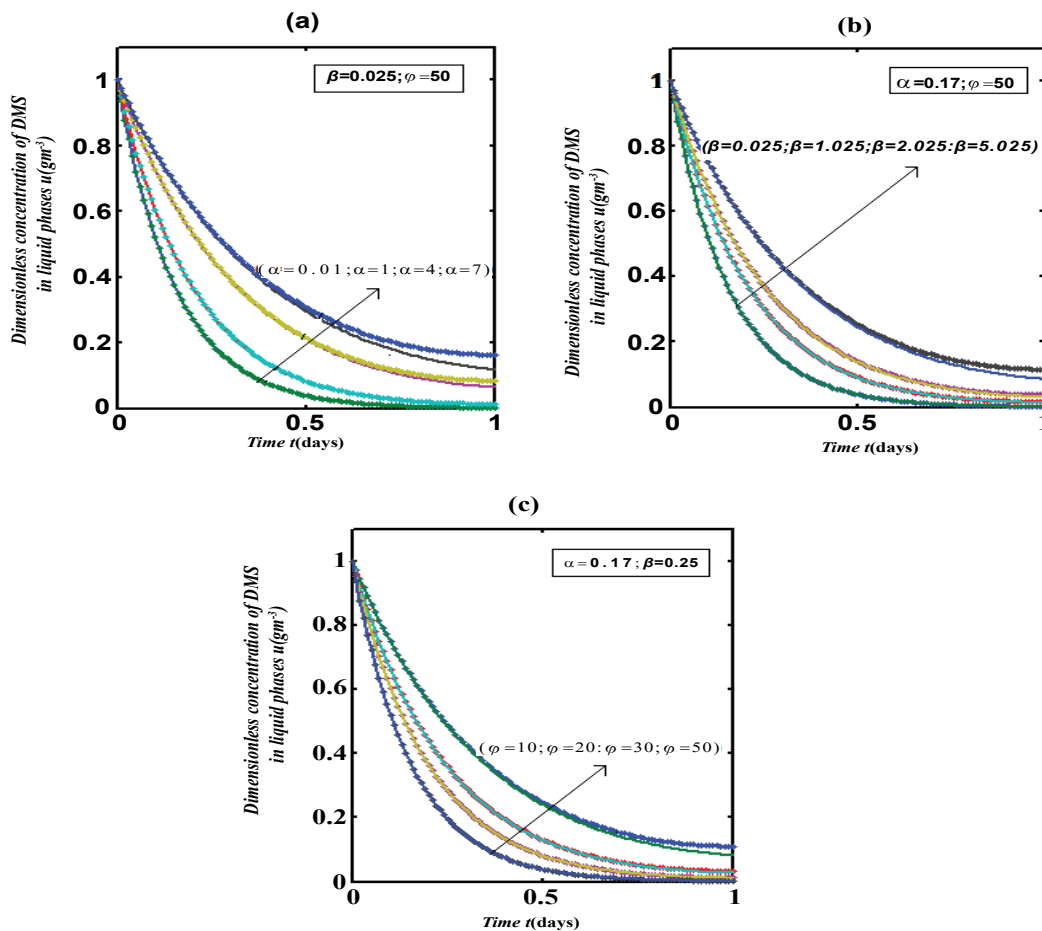 (a)
β=0.025; φ=50
Dimensionless concentration of DMS
in liquid phases u(gm-3)
1
0.8
0.6
0.4
0.2
0
(α=0.01;α=1;α=4;α=7)
0
0.5
1
Time t(days)
(b)
α=0.17; φ=50
Dimensionless concentration of DMS
in liquid phases u(gm-3)
1
0.8
0.6
0.4
0.2
0
(β=0.025;β=1.025;β=2.025:β=5.025)
0
0.5
1
Time t(days)
(c)
α=0.17; β=0.25
Dimensionless concentration of DMS
in liquid phases u(gm-3)
1
0.8
0.6
0.4
0.2
0
(φ=10; φ=20: φ=30; φ=50)
0
0.5
1
Time t(days)